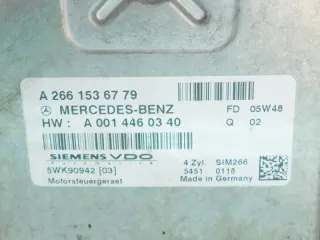 A 266 153 67 79
MERCEDES-BENZ FD 05W48
HW : A 001 446 03 40 Q 02
SIEMENS VDO
Automotive
4 Zyl. SIM266
5WK90942 [03] 5451 0118
Motorsteuergeraet Made in Germany